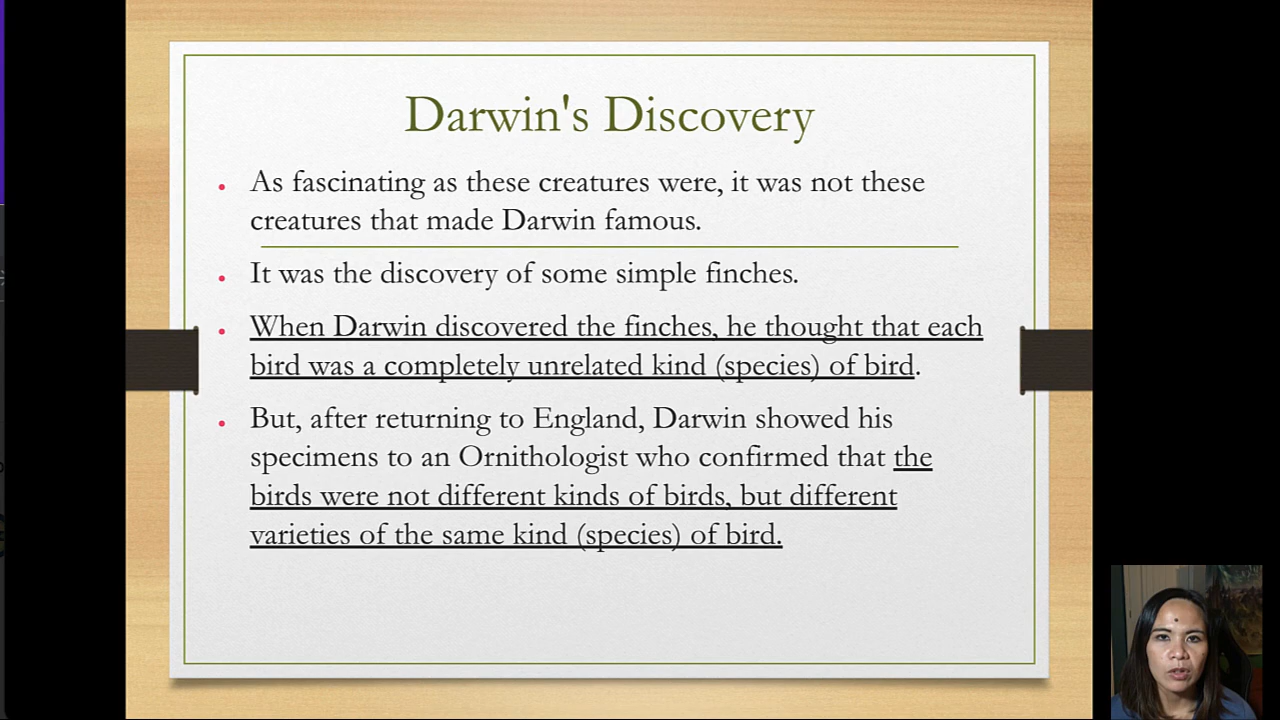 Darwin's Discovery
As fascinating as these creatures were, it was not these
creatures that made Darwin famous.
It was the discovery of some simple finches.
When Darwin discovered the finches, he thought that each
bird was a completely unrelated kind (species) of bird.
But, after returning to England, Darwin showed his
specimens to an Ornithologist who confirmed that the
birds were not different kinds of birds, but different
varieties of the same kind (species) of bird.